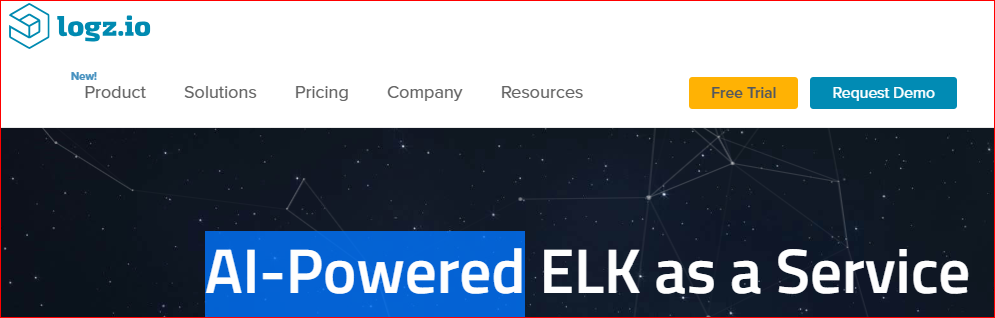 logz.io
New!
Product Solutions Pricing Company Resources Free Trial Request Demo
AI-Powered ELK as a Service